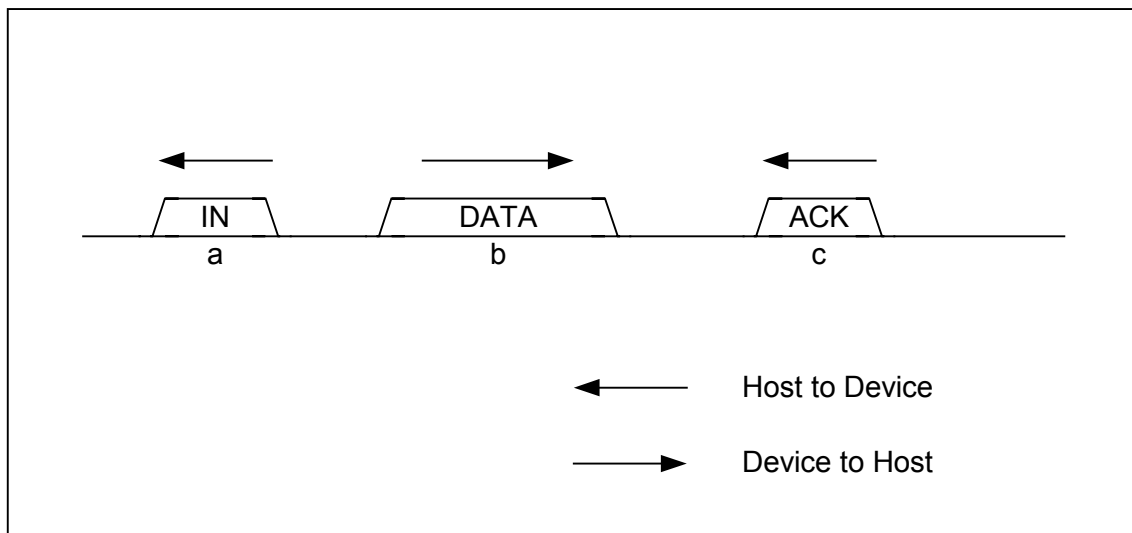 IN DATA ACK
a b c
Host to Device
Device to Host